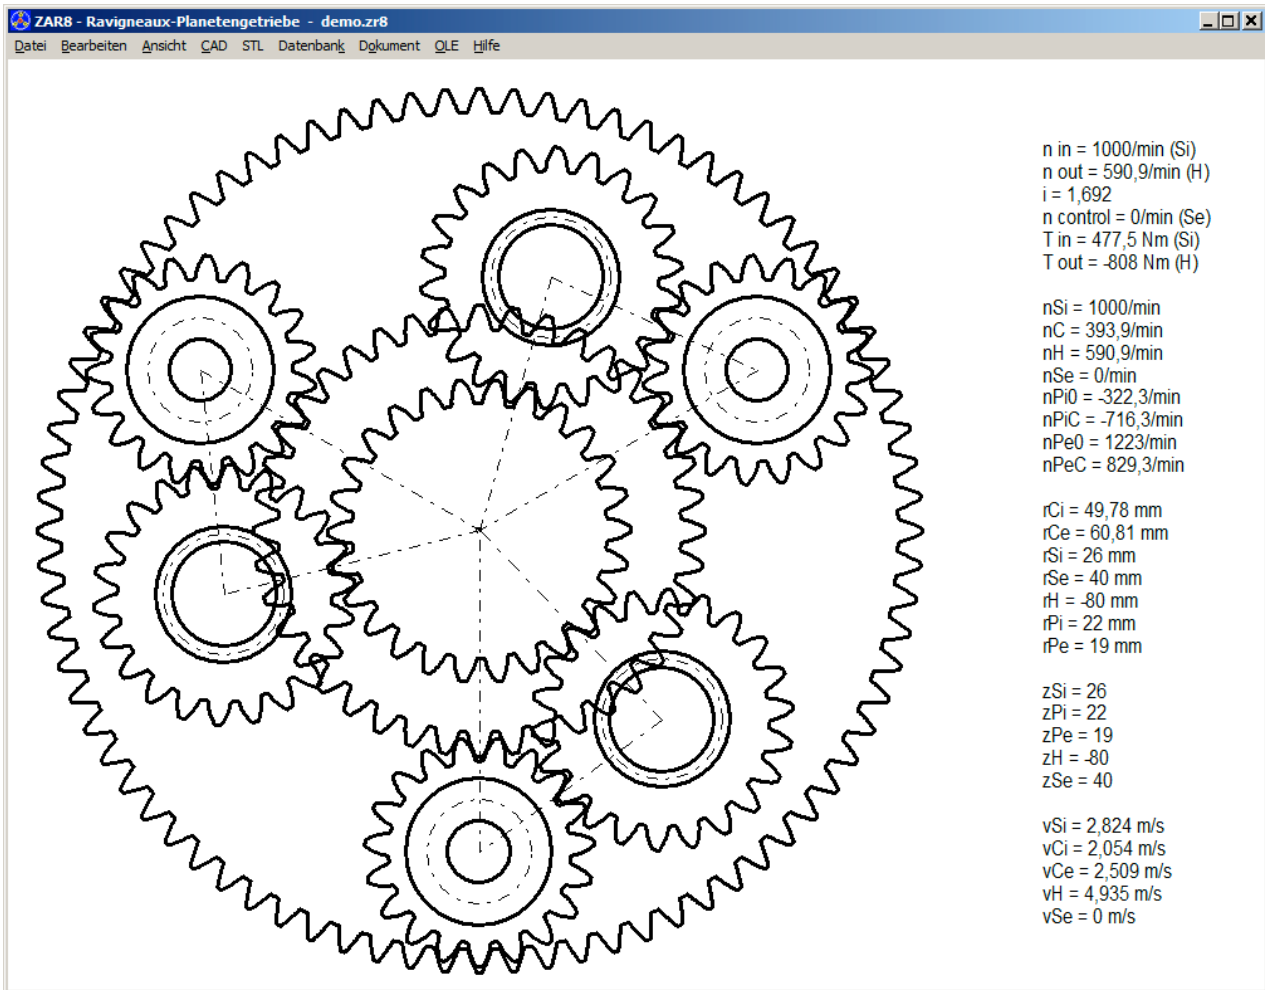 ZAR8 - Ravigneaux-Planetengetriebe - demo.zr8
Datei Bearbeiten Ansicht CAD STL Datenbank Dokument OLE Hilfe
n in = 1000/min (Si)
n out = 590,9/min (H)
i = 1,692
n control = 0/min (Se)
T in = 477,5 Nm (Si)
T out = -808 Nm (H)
nSi = 1000/min
nC = 393,9/min
nH = 590,9/min
nSe = 0/min
nPi0 = -322,3/min
nPiC = -716,3/min
nPe0 = 1223/min
nPeC = 829,3/min
rCi = 49,78 mm
rCe = 60,81 mm
rSi = 26 mm
rSe = 40 mm
rH = -80 mm
rPi = 22 mm
rPe = 19 mm
zSi = 26
zPi = 22
zPe = 19
zH = -80
zSe = 40
vSi = 2,824 m/s
vCi = 2,054 m/s
vCe = 2,509 m/s
vH = 4,935 m/s
vSe = 0 m/s